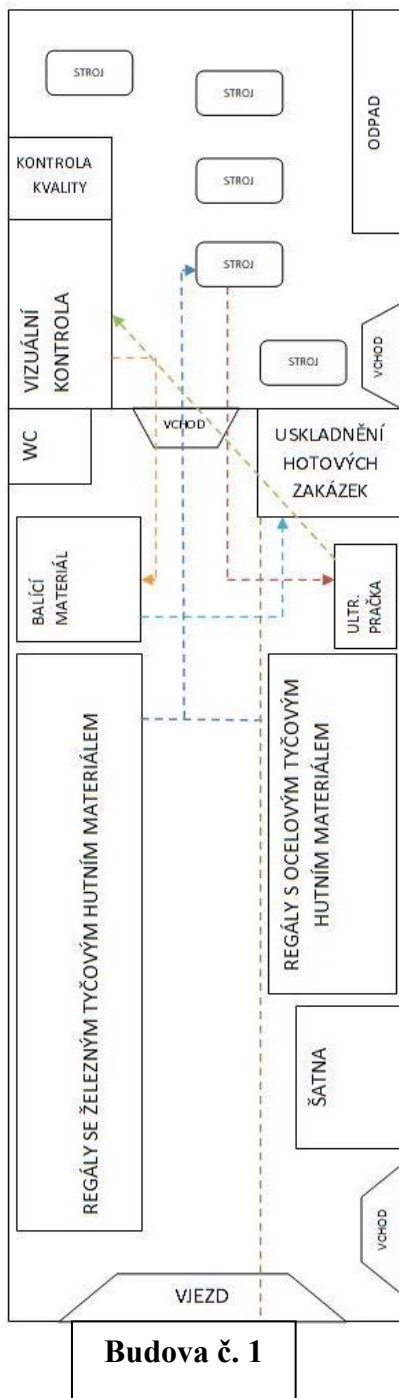 STROJ
STROJ
ODPAD
KONTROLA
KVALITY
STROJ
STROJ
VIZUÁLNÍ
KONTROLA
STROJ
VCHOD
WC
VCHOD
USKLADNĚNÍ
HOTOVÝCH
ZAKÁZEK
BALÍCÍ
MATERIÁL
ULTR.
PRAČKA
REGÁLY SE ŽELEZNÝM TYČOVÝM HUTNÍM MATERIÁLEM
REGÁLY S OCELOVÝM TYČOVÝM
HUTNÍM MATERIÁLEM
ŠATNA
VCHOD
VJEZD
Budova č. 1